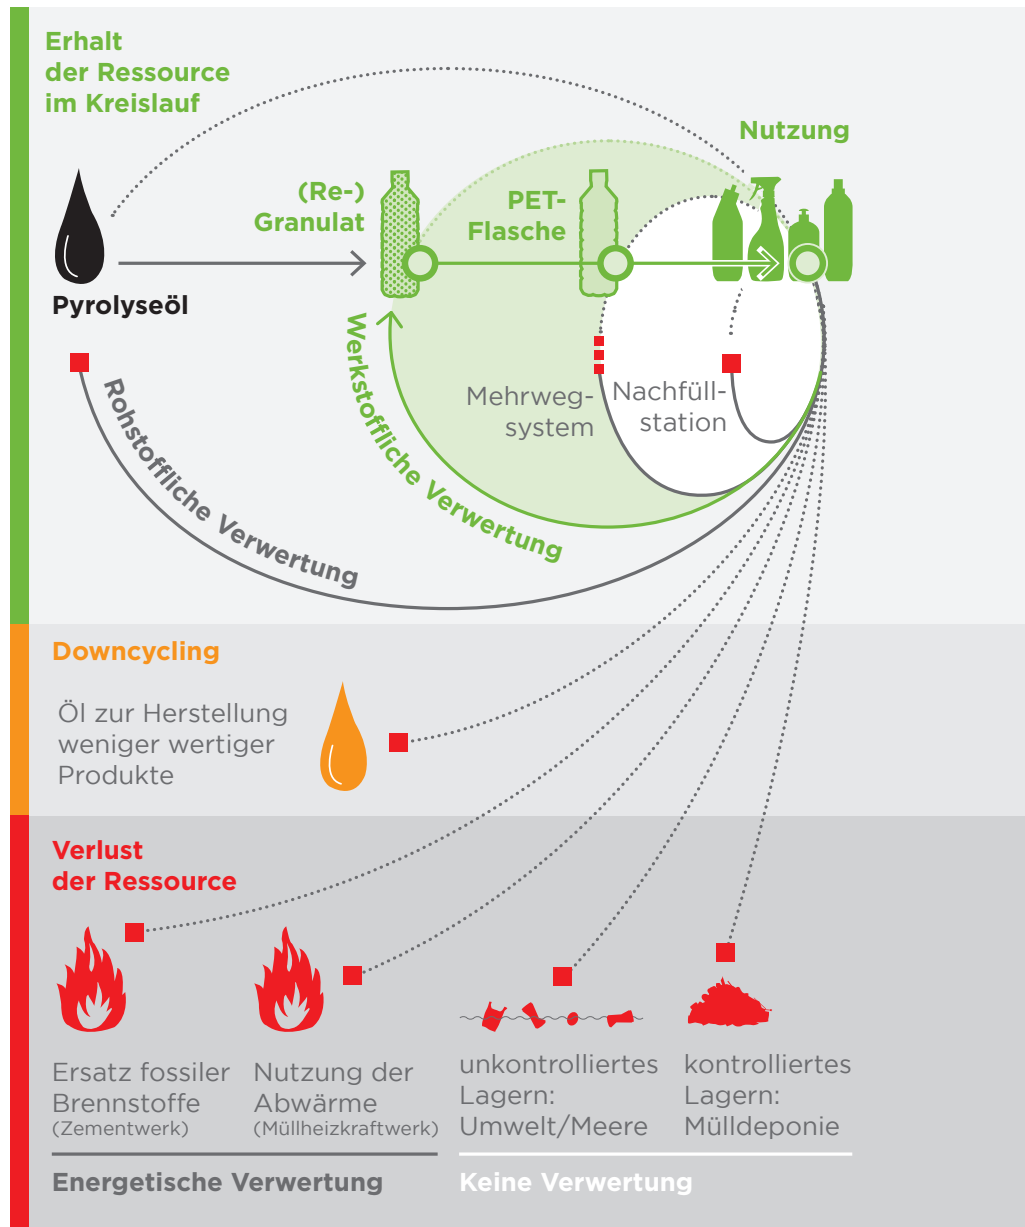 Erhalt
der Ressource
im Kreislauf
Nutzung
(Re-)
Granulat
PET-
Flasche
Pyrolyseöl
Rohstoffliche Verwertung
Werkstoffliche Verwertung
Mehrweg-
system
Nachfüll-
station
Downcycling
Öl zur Herstellung
weniger wertiger
Produkte
Verlust
der Ressource
Ersatz fossiler
Brennstoffe
(Zementwerk)
Nutzung der
Abwärme
(Müllheizkraftwerk)
unkontrolliertes
Lagern:
Umwelt/Meere
kontrolliertes
Lagern:
Mülldeponie
Energetische Verwertung
Keine Verwertung